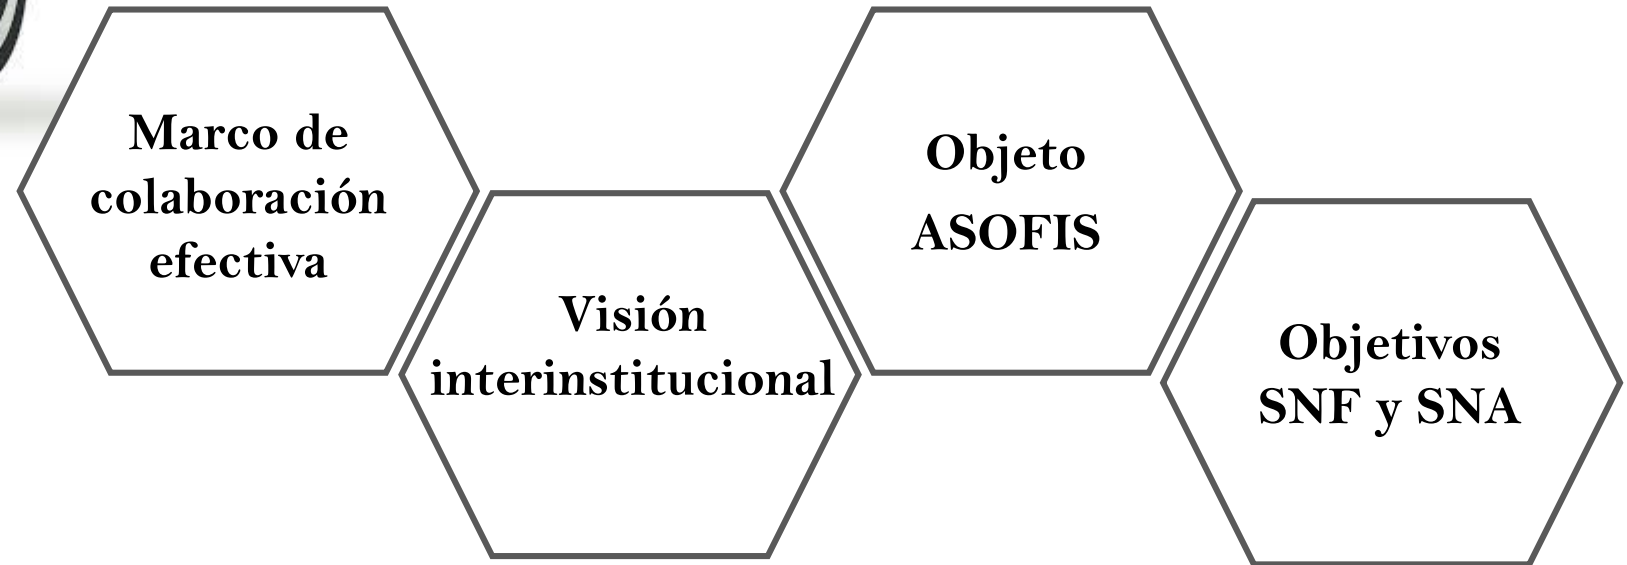 Marco de
colaboración
efectiva
Visión
interinstitucional
Objeto
ASOFIS
Objetivos
SNF y SNA